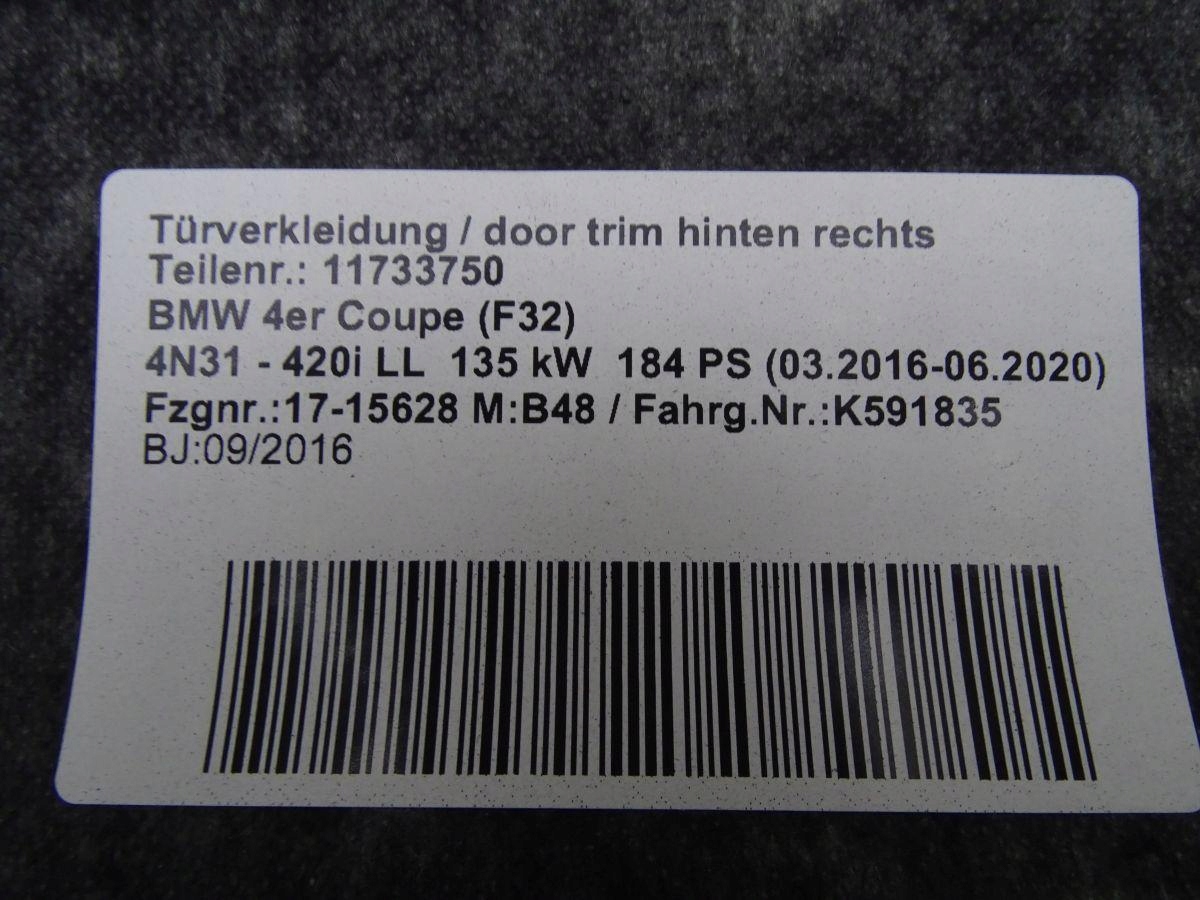 Türverkleidung / door trim hinten rechts
Teilenr.: 11733750
BMW 4er Coupe (F32)
4N31 - 420i LL 135 kW 184 PS (03.2016-06.2020)
Fzgnr.:17-15628 M:B48 / Fahrg.Nr.:K591835
BJ:09/2016